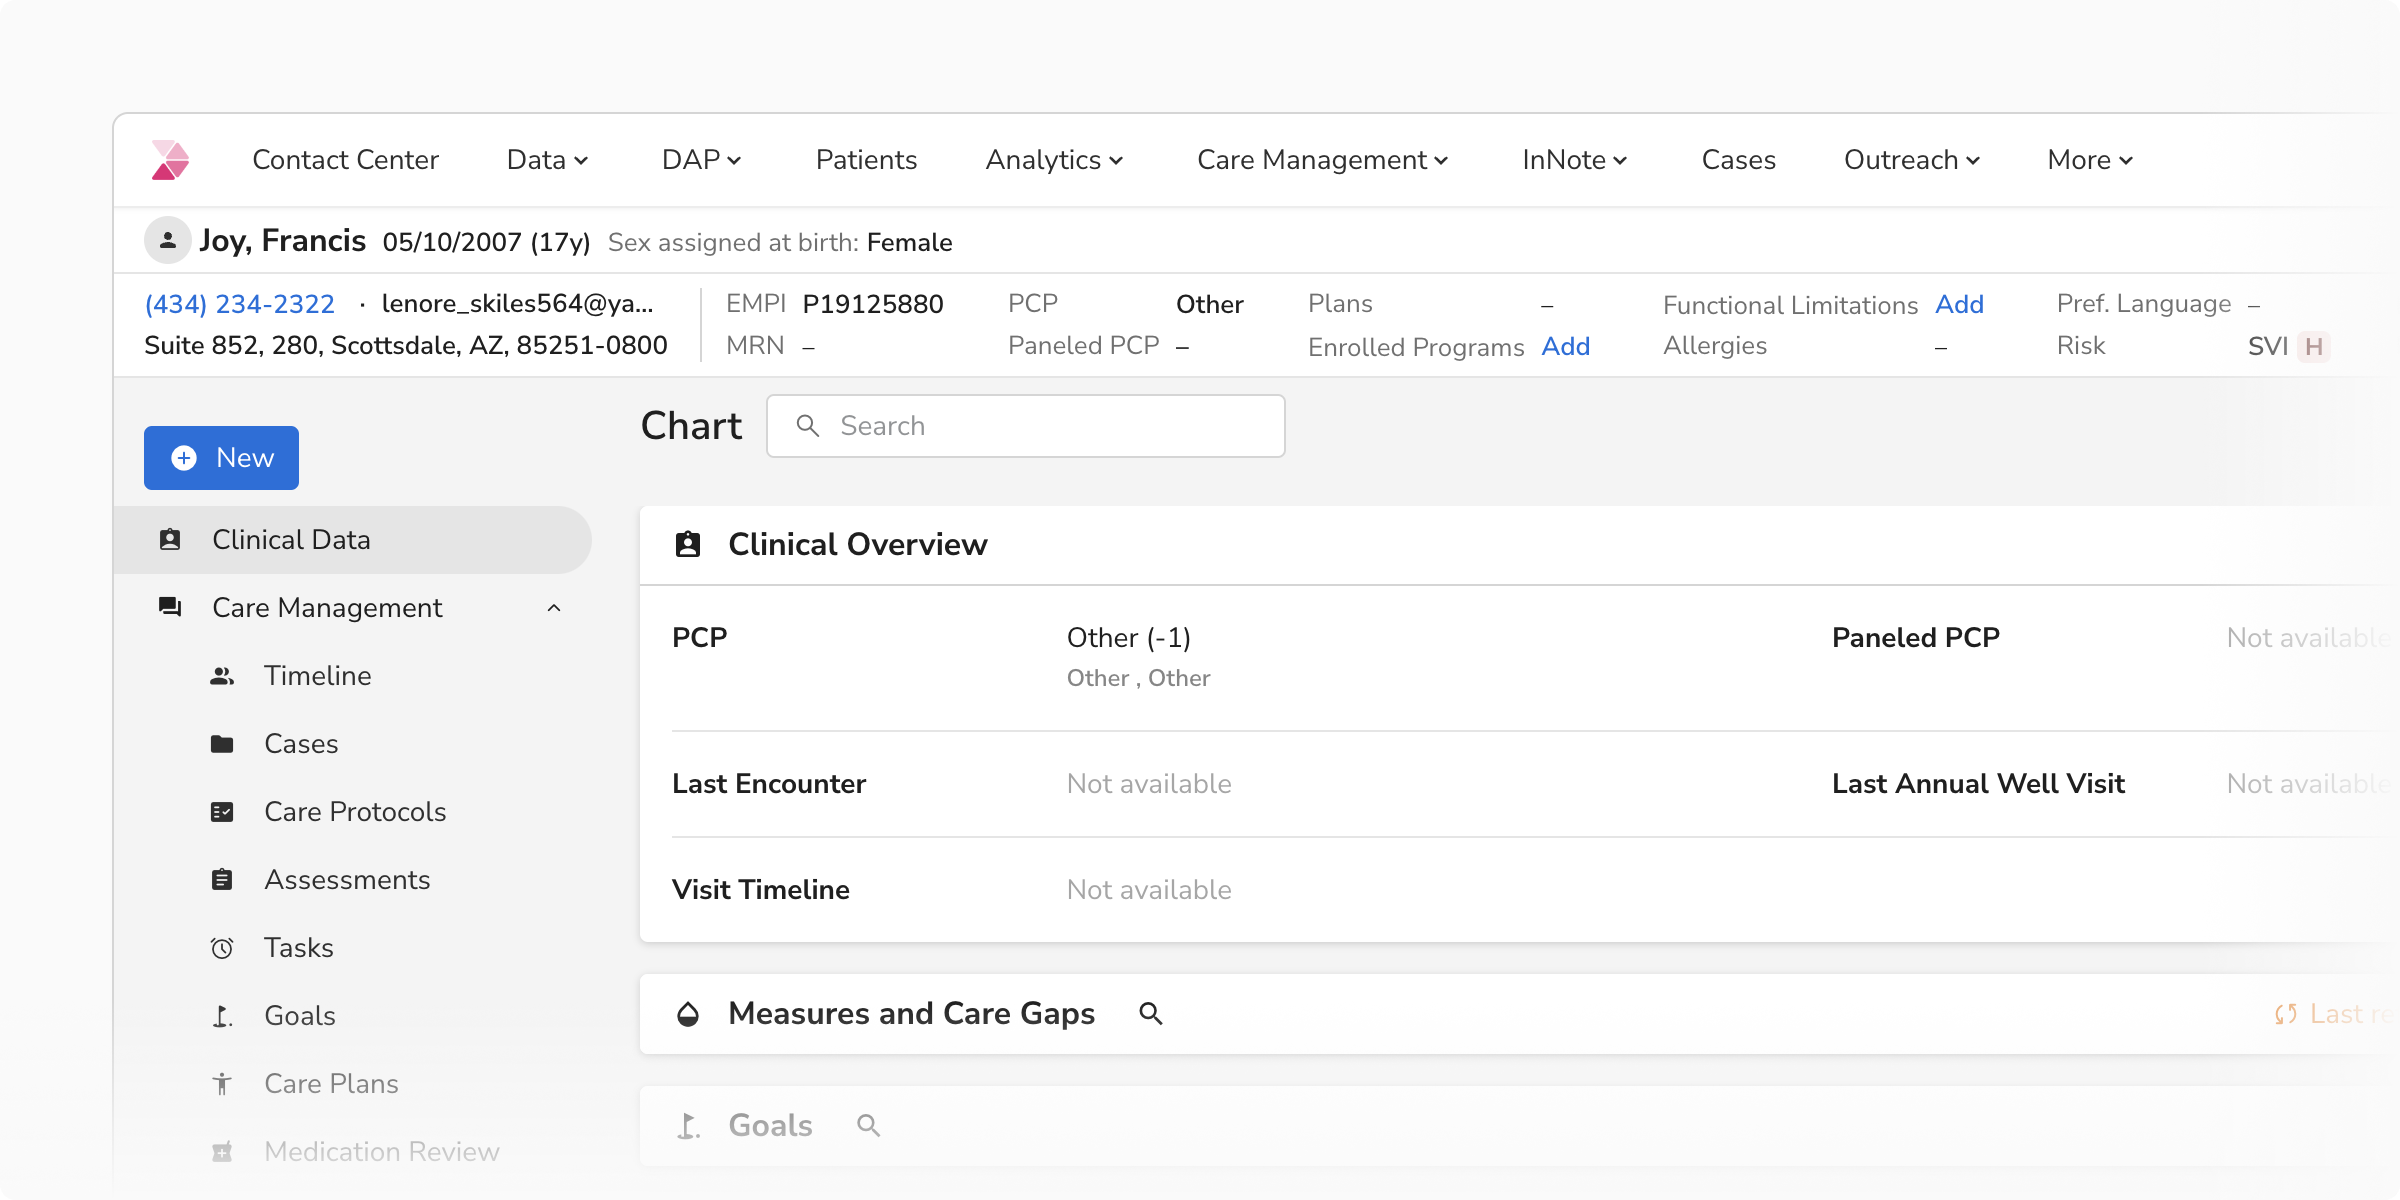 Contact Center Data DAP Patients Analytics Care Management InNote Cases Outreach More
Joy, Francis 05/10/2007 (17y) Sex assigned at birth: Female
(434) 234-2322 · lenore_skiles564@ya... EMPI P19125880 PCP Other Plans – Functional Limitations Add Pref. Language –
Suite 852, 280, Scottsdale, AZ, 85251-0800 MRN – Paneled PCP – Enrolled Programs Add Allergies – Risk SVI H
Chart Search
New
Clinical Data
Care Management
Timeline
Cases
Care Protocols
Assessments
Tasks
Goals
Care Plans
Medication Review
Clinical Overview
PCP Other (-1) Paneled PCP Not available
Other , Other
Last Encounter Not available Last Annual Well Visit Not available
Visit Timeline Not available
Measures and Care Gaps Last
Goals